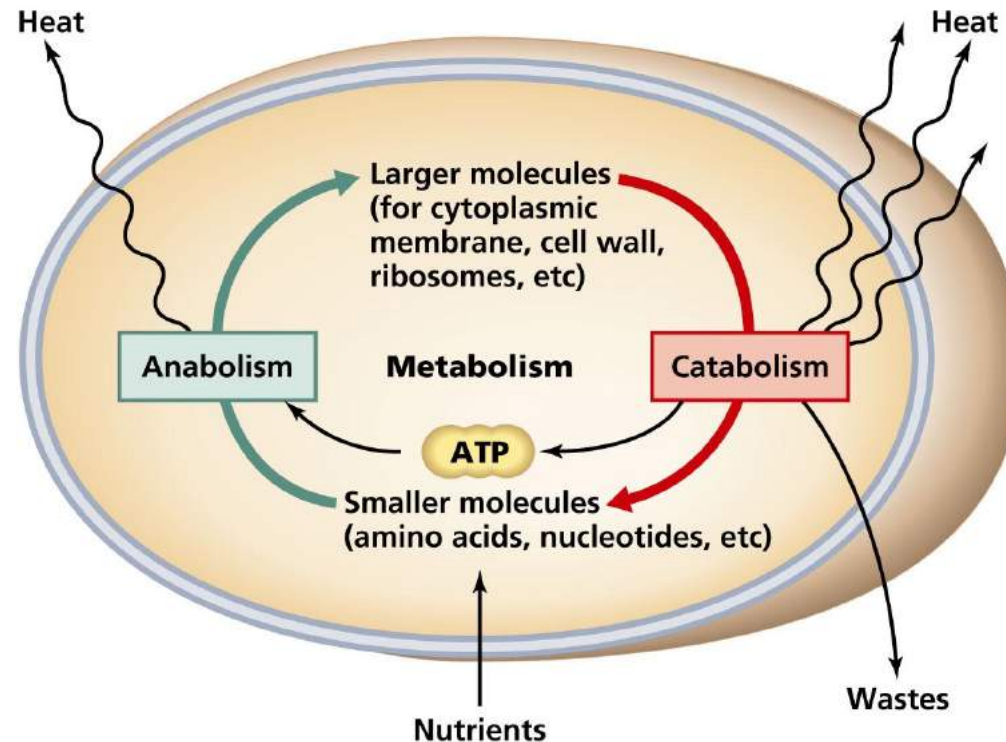 Heat
Heat
Larger molecules
(for cytoplasmic
membrane, cell wall,
ribosomes, etc)
Anabolism
Metabolism
Catabolism
ATP
Smaller molecules
(amino acids, nucleotides, etc)
Wastes
Nutrients